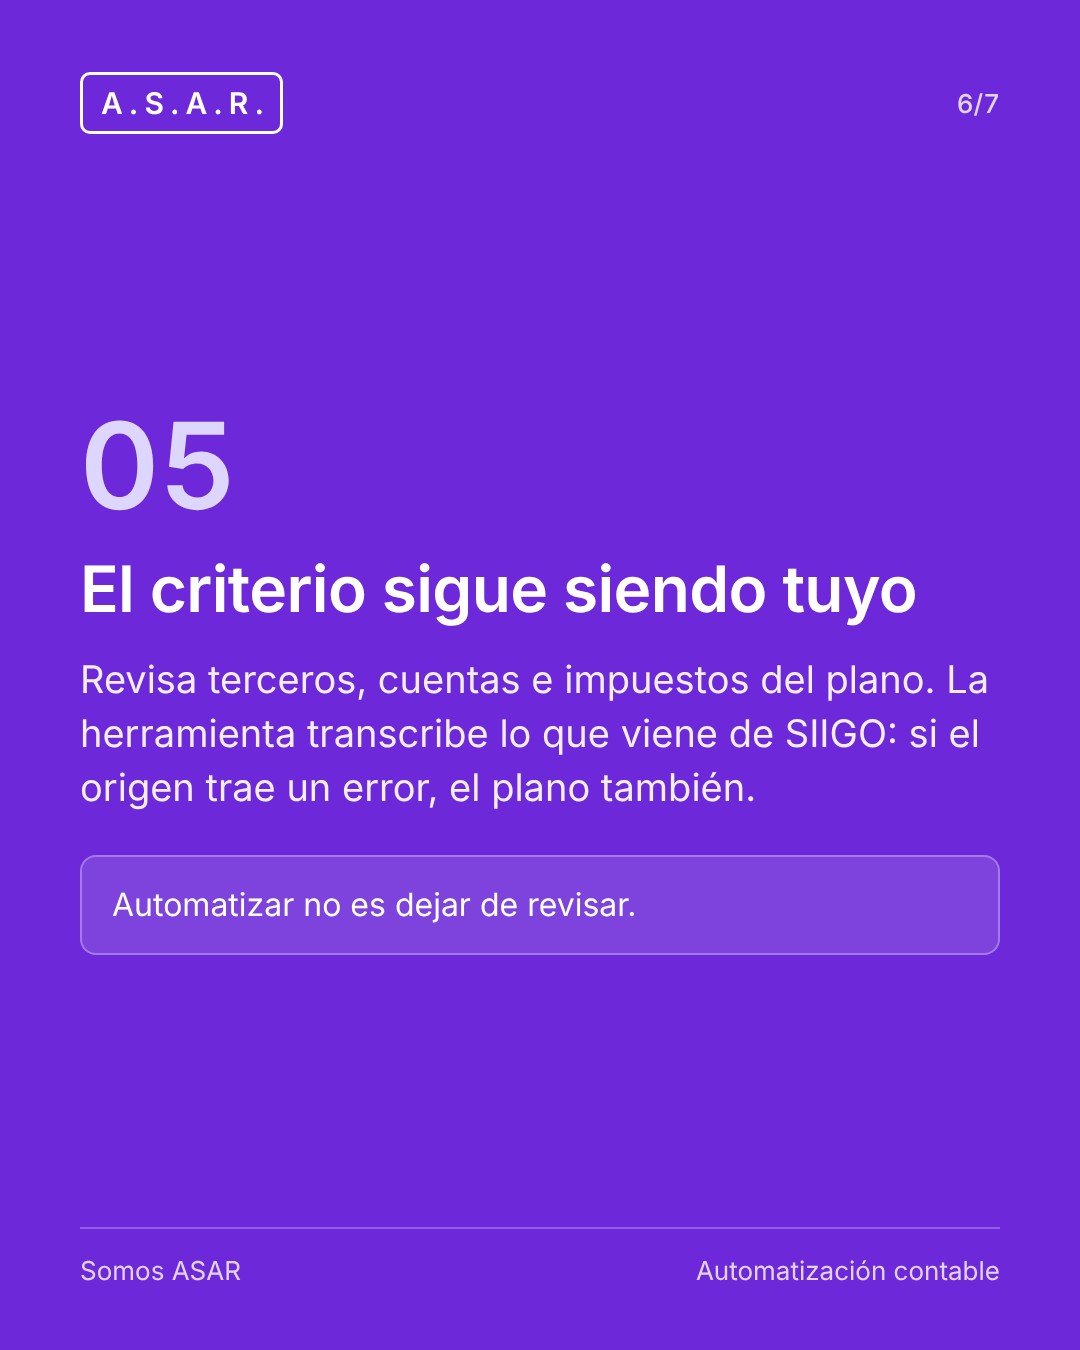 A.S.A.R.
6/7
05
El criterio sigue siendo tuyo
Revisa terceros, cuentas e impuestos del plano. La
herramienta transcribe lo que viene de SIIGO: si el
origen trae un error, el plano también.
Automatizar no es dejar de revisar.
Somos ASAR
Automatización contable